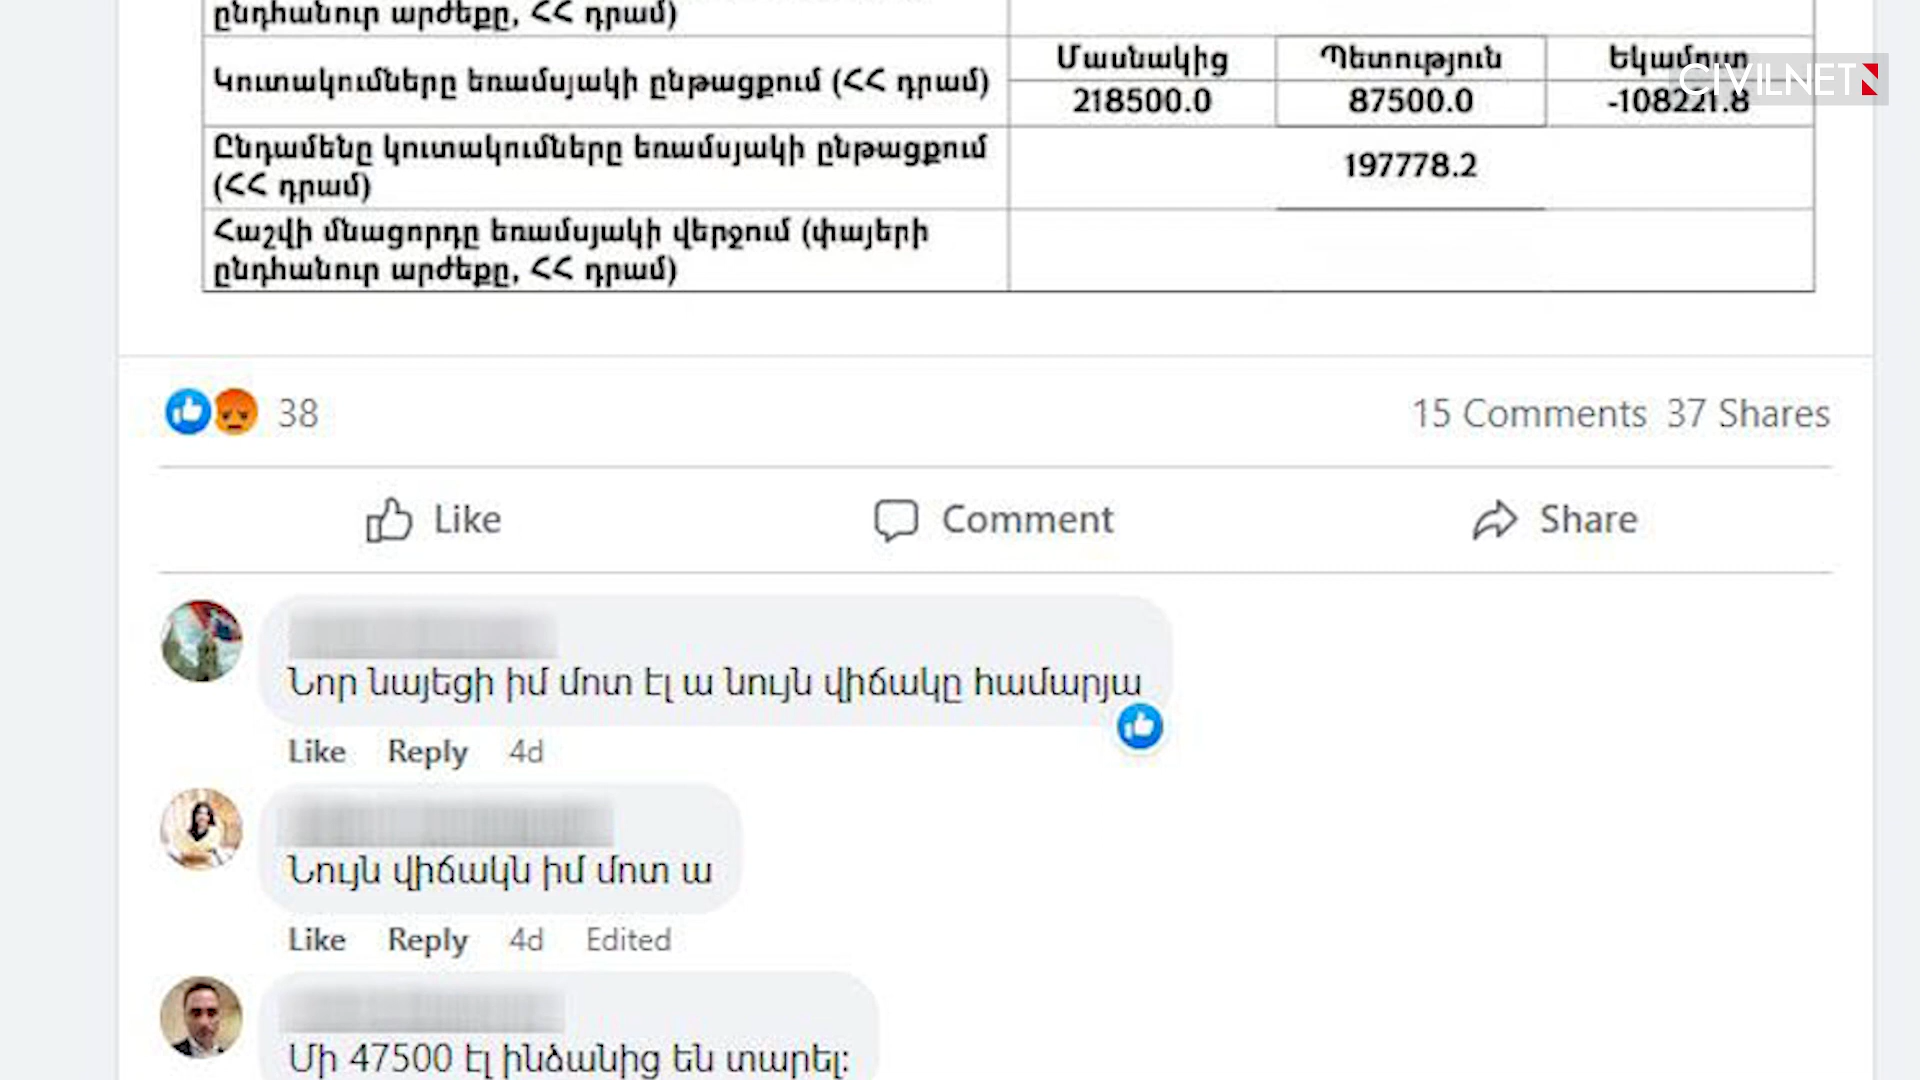 ընդհանուր արժեքը, ՀՀ դրամ)
Կուտակումները եռամսյակի ընթացքում (ՀՀ դրամ)
Մասնակից Պետություն Եկամուտ
218500.0 87500.0 -108221.8
CIVILNET
Ընդամենը կուտակումները եռամսյակի ընթացքում
(ՀՀ դրամ)
197778.2
Հաշվի մնացորդը եռամսյակի վերջում (փայերի
ընդհանուր արժեքը, ՀՀ դրամ)
38
15 Comments 37 Shares
Like Comment Share
Նոր նայեցի իմ մոտ էլ ա նույն վիճակը համարյա
Like Reply 4d
Նույն վիճակն իմ մոտ ա
Like Reply 4d Edited
Մի 47500 էլ ինձանից են տարել: